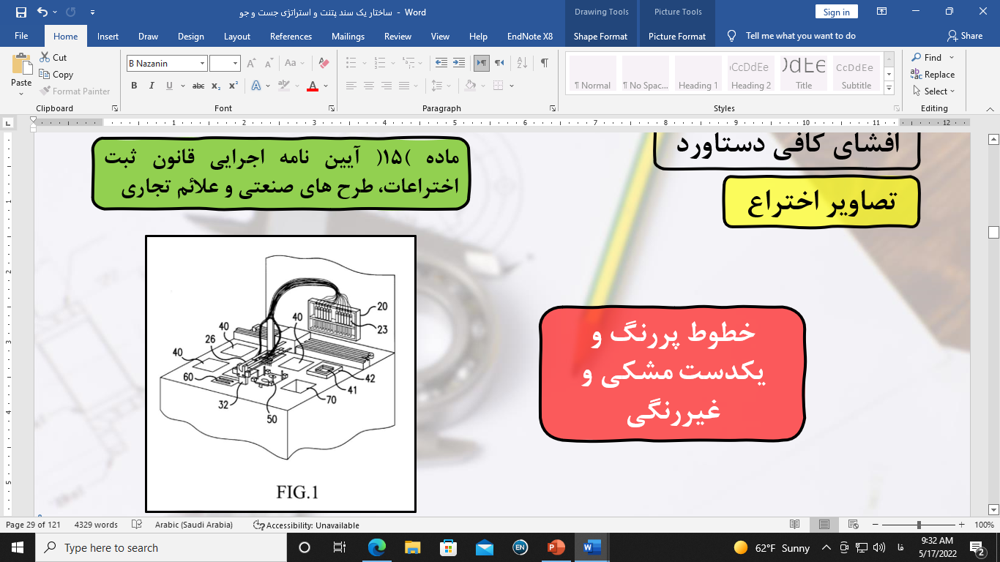 ساختار یک سند پتنت و استراتژی جست و جو - Word
Drawing Tools
Picture Tools
Sign in
File Home Insert Draw Design Layout References Mailings Review View Help EndNote X8 Shape Format Picture Format Tell me what you want to do Share
Paste
Cut
Copy
Format Painter
Clipboard
B Nazanin
Font
Paragraph
¶ Normal
¶ No Spac...
Heading 1
Heading 2
Title
Subtitle
Styles
Find
Replace
Select
Editing
افشای کافی دستاورد
تصاویر اختراع
ماده )۱۵( آیین نامه اجرایی قانون ثبت
اختراعات، طرح های صنعتی و علائم تجاری
خطوط پررنگ و
یکدست مشکی و
غیررنگی
20
23
40
40
26
40
60
32
50
70
41
42
FIG.1
Page 29 of 121 4329 words Arabic (Saudi Arabia) Accessibility: Unavailable 100%
Type here to search
EN
62°F Sunny
فا
9:32 AM
5/17/2022
2